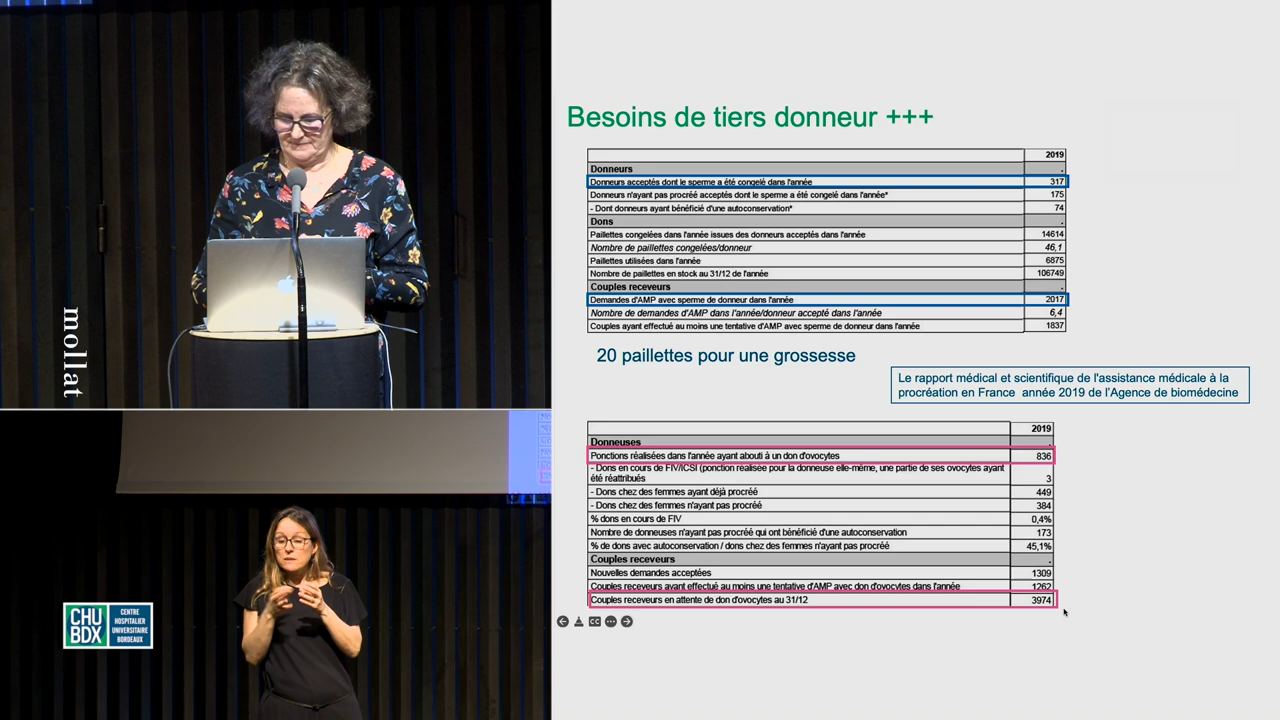 mollat
CHU
BDX
CENTRE
HOSPITALIER
UNIVERSITAIRE
BORDEAUX
Besoins de tiers donneur +++
2019
Donneurs .
Donneurs acceptés dont le sperme a été congelé dans l'année 317
Donneurs n'ayant pas procréé acceptés dont le sperme a été congelé dans l'année* 175
- Dont donneurs ayant bénéficié d'une autoconservation* 74
Dons .
Paillettes congelées dans l'année issues des donneurs acceptés dans l'année 14614
Nombre de paillettes congelées/donneur 46,1
Paillettes utilisées dans l'année 6875
Nombre de paillettes en stock au 31/12 de l'année 106749
Couples receveurs .
Demandes d'AMP avec sperme de donneur dans l'année 2017
Nombre de demandes d'AMP dans l'année/donneur accepté dans l'année 6,4
Couples ayant effectué au moins une tentative d'AMP avec sperme de donneur dans l'année 1837
20 paillettes pour une grossesse
Le rapport médical et scientifique de l'assistance médicale à la
procréation en France année 2019 de l'Agence de biomédecine
2019
Donneuses .
Ponctions réalisées dans l'année ayant abouti à un don d'ovocytes 836
- Dons en cours de FIV/ICSI (ponction réalisée pour la donneuse elle-même, une partie de ses ovocytes ayant
été réattribués 3
- Dons chez des femmes ayant déjà procréé 449
- Dons chez des femmes n'ayant pas procréé 384
% dons en cours de FIV 0,4%
Nombre de donneuses n'ayant pas procréé qui ont bénéficié d'une autoconservation 173
% de dons avec autoconservation / dons chez des femmes n'ayant pas procréé 45,1%
Couples receveurs .
Nouvelles demandes acceptées 1309
Couples receveurs ayant effectué au moins une tentative d'AMP avec don d'ovocytes dans l'année 1262
Couples receveurs en attente de don d'ovocytes au 31/12 3974
CC